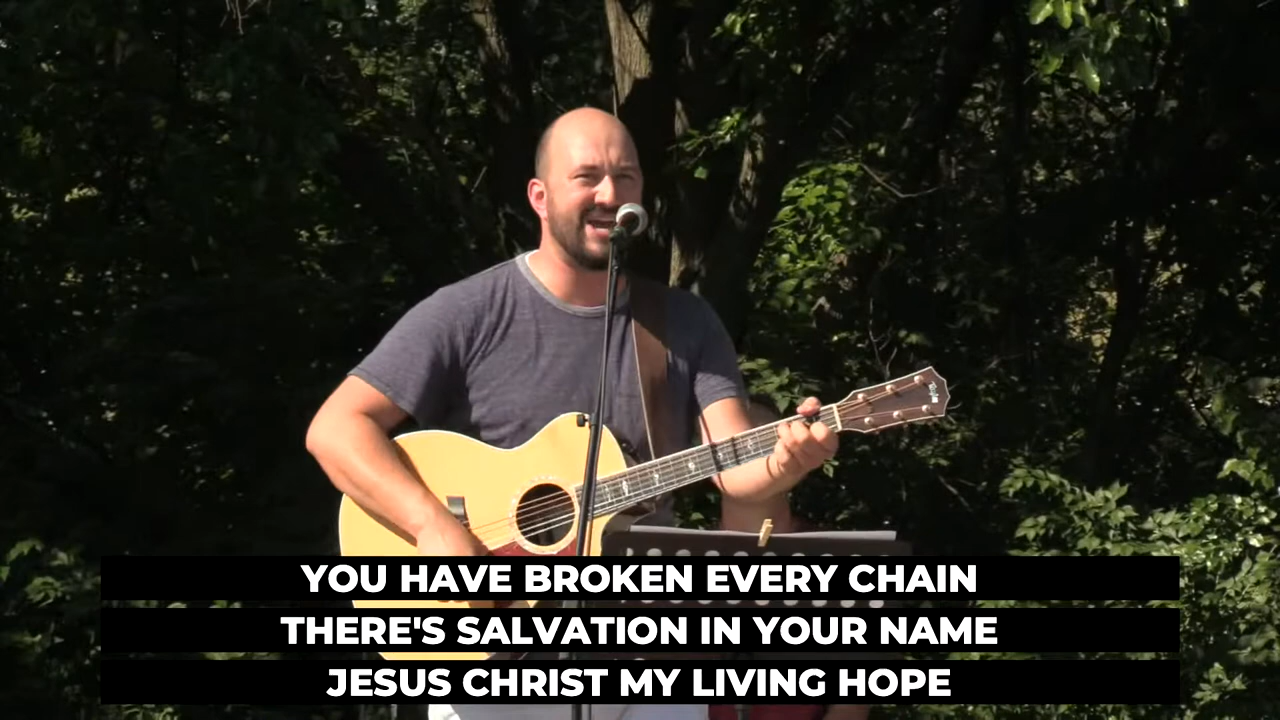 YOU HAVE BROKEN EVERY CHAIN
THERE'S SALVATION IN YOUR NAME
JESUS CHRIST MY LIVING HOPE